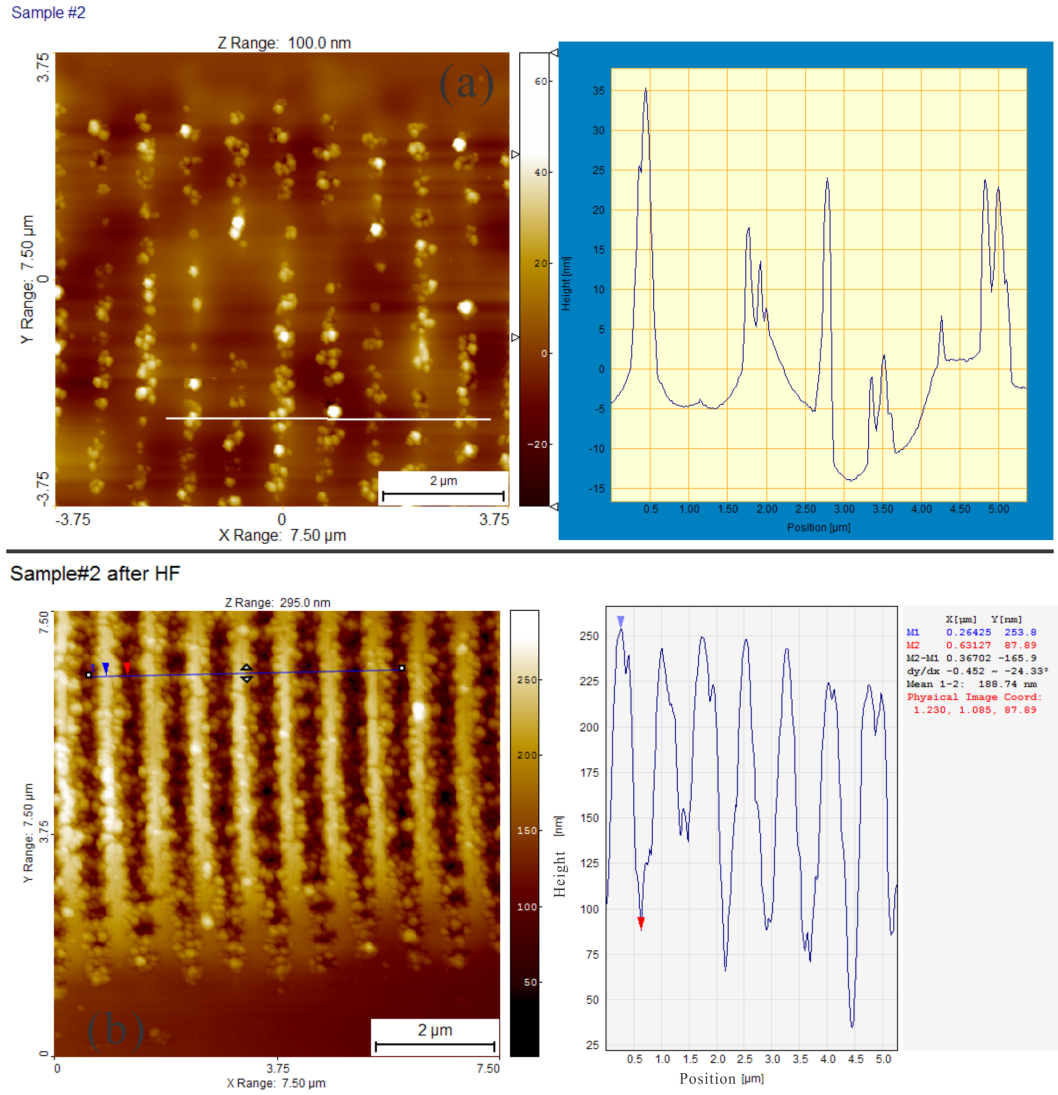 Sample #2
Z Range: 100.0 nm
(a)
3.75
0
-3.75
Y Range: 7.50 µm
2 µm
-3.75 0 3.75
X Range: 7.50 µm
60
40
20
0
-20
35
30
25
20
15
10
5
0
-5
-10
-15
Height [nm]
0.5 1.00 1.50 2.00 2.50 3.00 3.50 4.00 4.50 5.00
Position [µm]
Sample#2 after HF
Z Range: 295.0 nm
7.50
3.75
0
Y Range: 7.50 µm
(b)
2 µm
0 3.75 7.50
X Range: 7.50 µm
250
200
150
100
50
250
225
200
175
150
125
100
75
50
25
Height [nm]
0.5 1.0 1.5 2.0 2.5 3.0 3.5 4.0 4.5 5.0
Position [µm]
X[µm] Y[nm]
M1 0.26425 253.8
M2 0.63127 87.89
M2-M1 0.36702 -165.9
dy/dx -0.452 ~ -24.33°
Mean 1-2: 188.74 nm
Physical Image Coord:
1.230, 1.085, 87.89